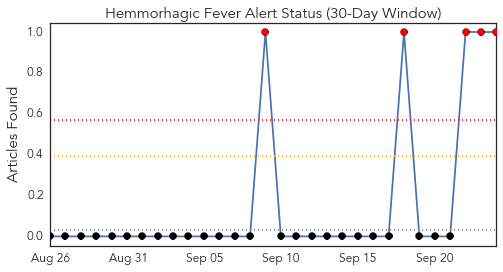 Hemmorhagic Fever Alert Status (30-Day Window)
Articles Found
1.0
0.8
0.6
0.4
0.2
0.0
Aug 26 Aug 31 Sep 05 Sep 10 Sep 15 Sep 20